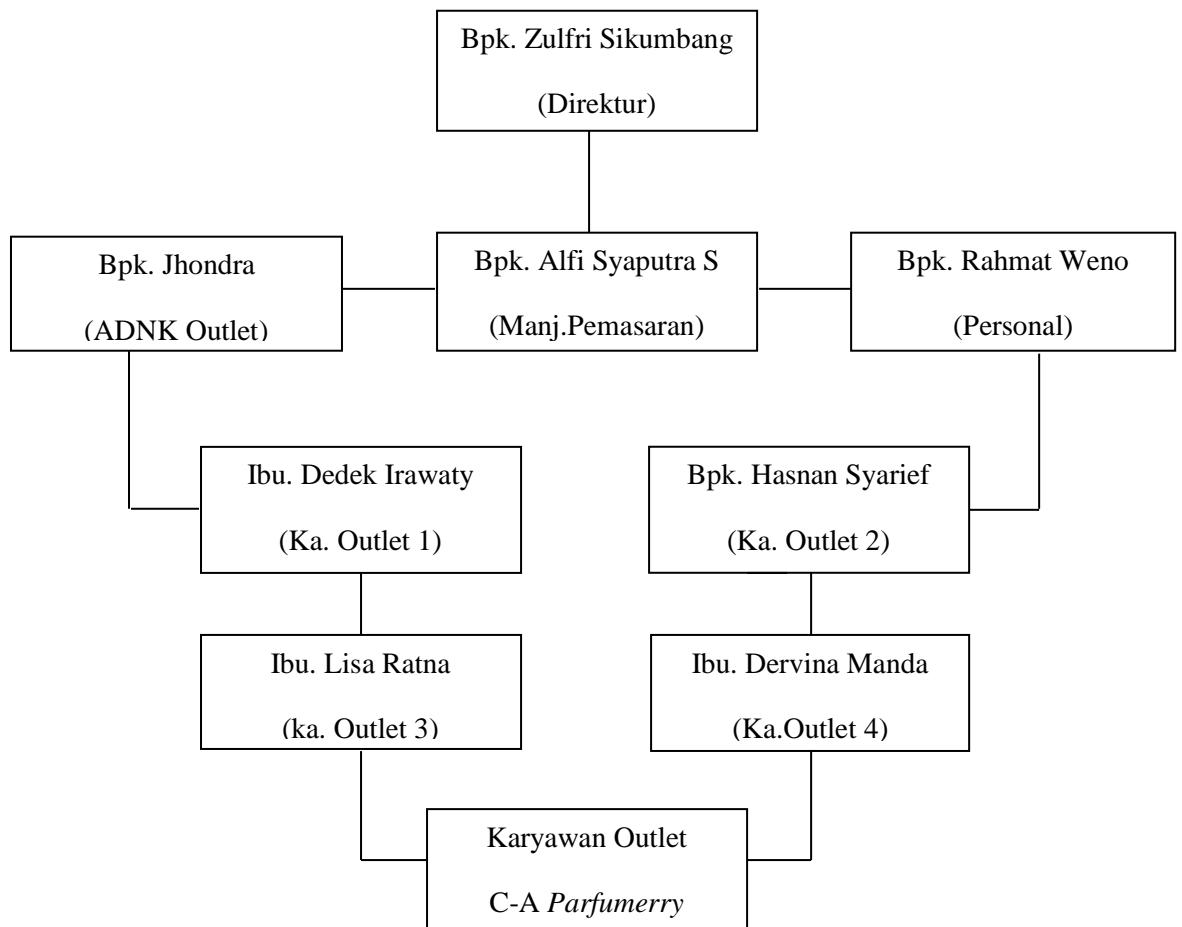 Bpk. Zulfri Sikumbang
(Direktur)
Bpk. Jhondra
(ADNK Outlet)
Bpk. Alfi Syaputra S
(Manj.Pemasaran)
Bpk. Rahmat Weno
(Personal)
Ibu. Dedek Irawaty
(Ka. Outlet 1)
Bpk. Hasnan Syarief
(Ka. Outlet 2)
Ibu. Lisa Ratna
(ka. Outlet 3)
Ibu. Dervina Manda
(Ka.Outlet 4)
Karyawan Outlet
C-A Parfumerry